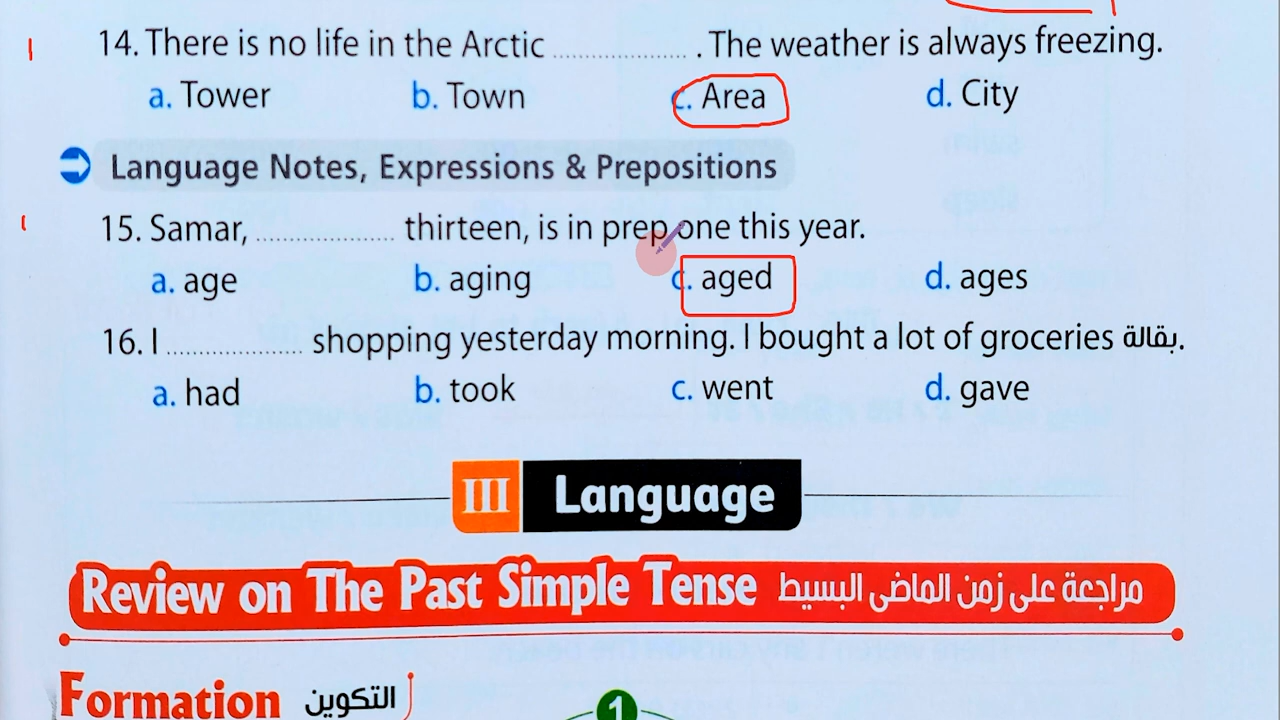 14. There is no life in the Arctic .................... . The weather is always freezing.
a. Tower b. Town c. Area d. City
Language Notes, Expressions & Prepositions
15. Samar, .................... thirteen, is in prep one this year.
a. age b. aging c. aged d. ages
16. I .................... shopping yesterday morning. I bought a lot of groceries بقالة.
a. had b. took c. went d. gave
III Language
Review on The Past Simple Tense مراجعة على زمن الماضى البسيط
Formation التكوين
1